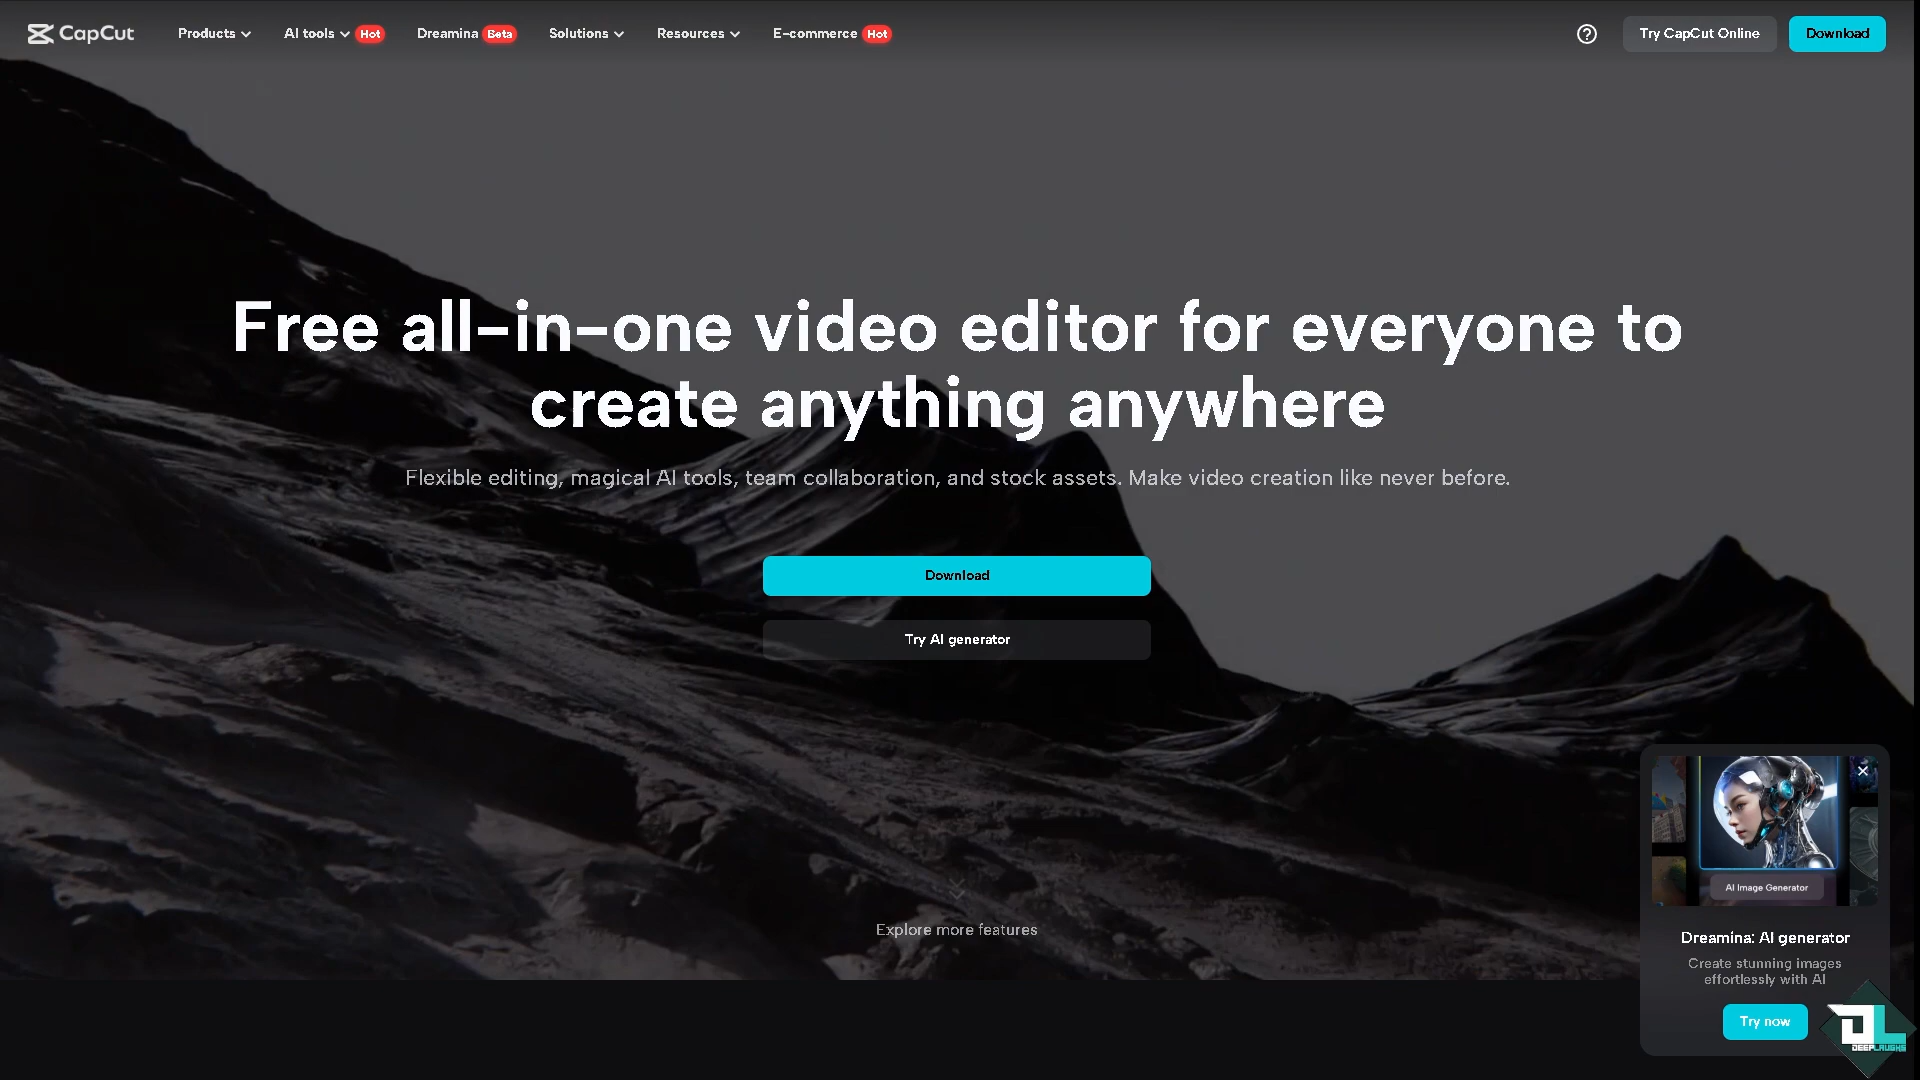 CapCut
Products
AI tools
Hot
Dreamina
Beta
Solutions
Resources
E-commerce
Hot
Try CapCut Online
Download
Free all-in-one video editor for everyone to
create anything anywhere
Flexible editing, magical AI tools, team collaboration, and stock assets. Make video creation like never before.
Download
Try AI generator
Explore more features
AI Image Generator
Dreamina: AI generator
Create stunning images
effortlessly with AI
Try now
DL
DEEPLAUGHS